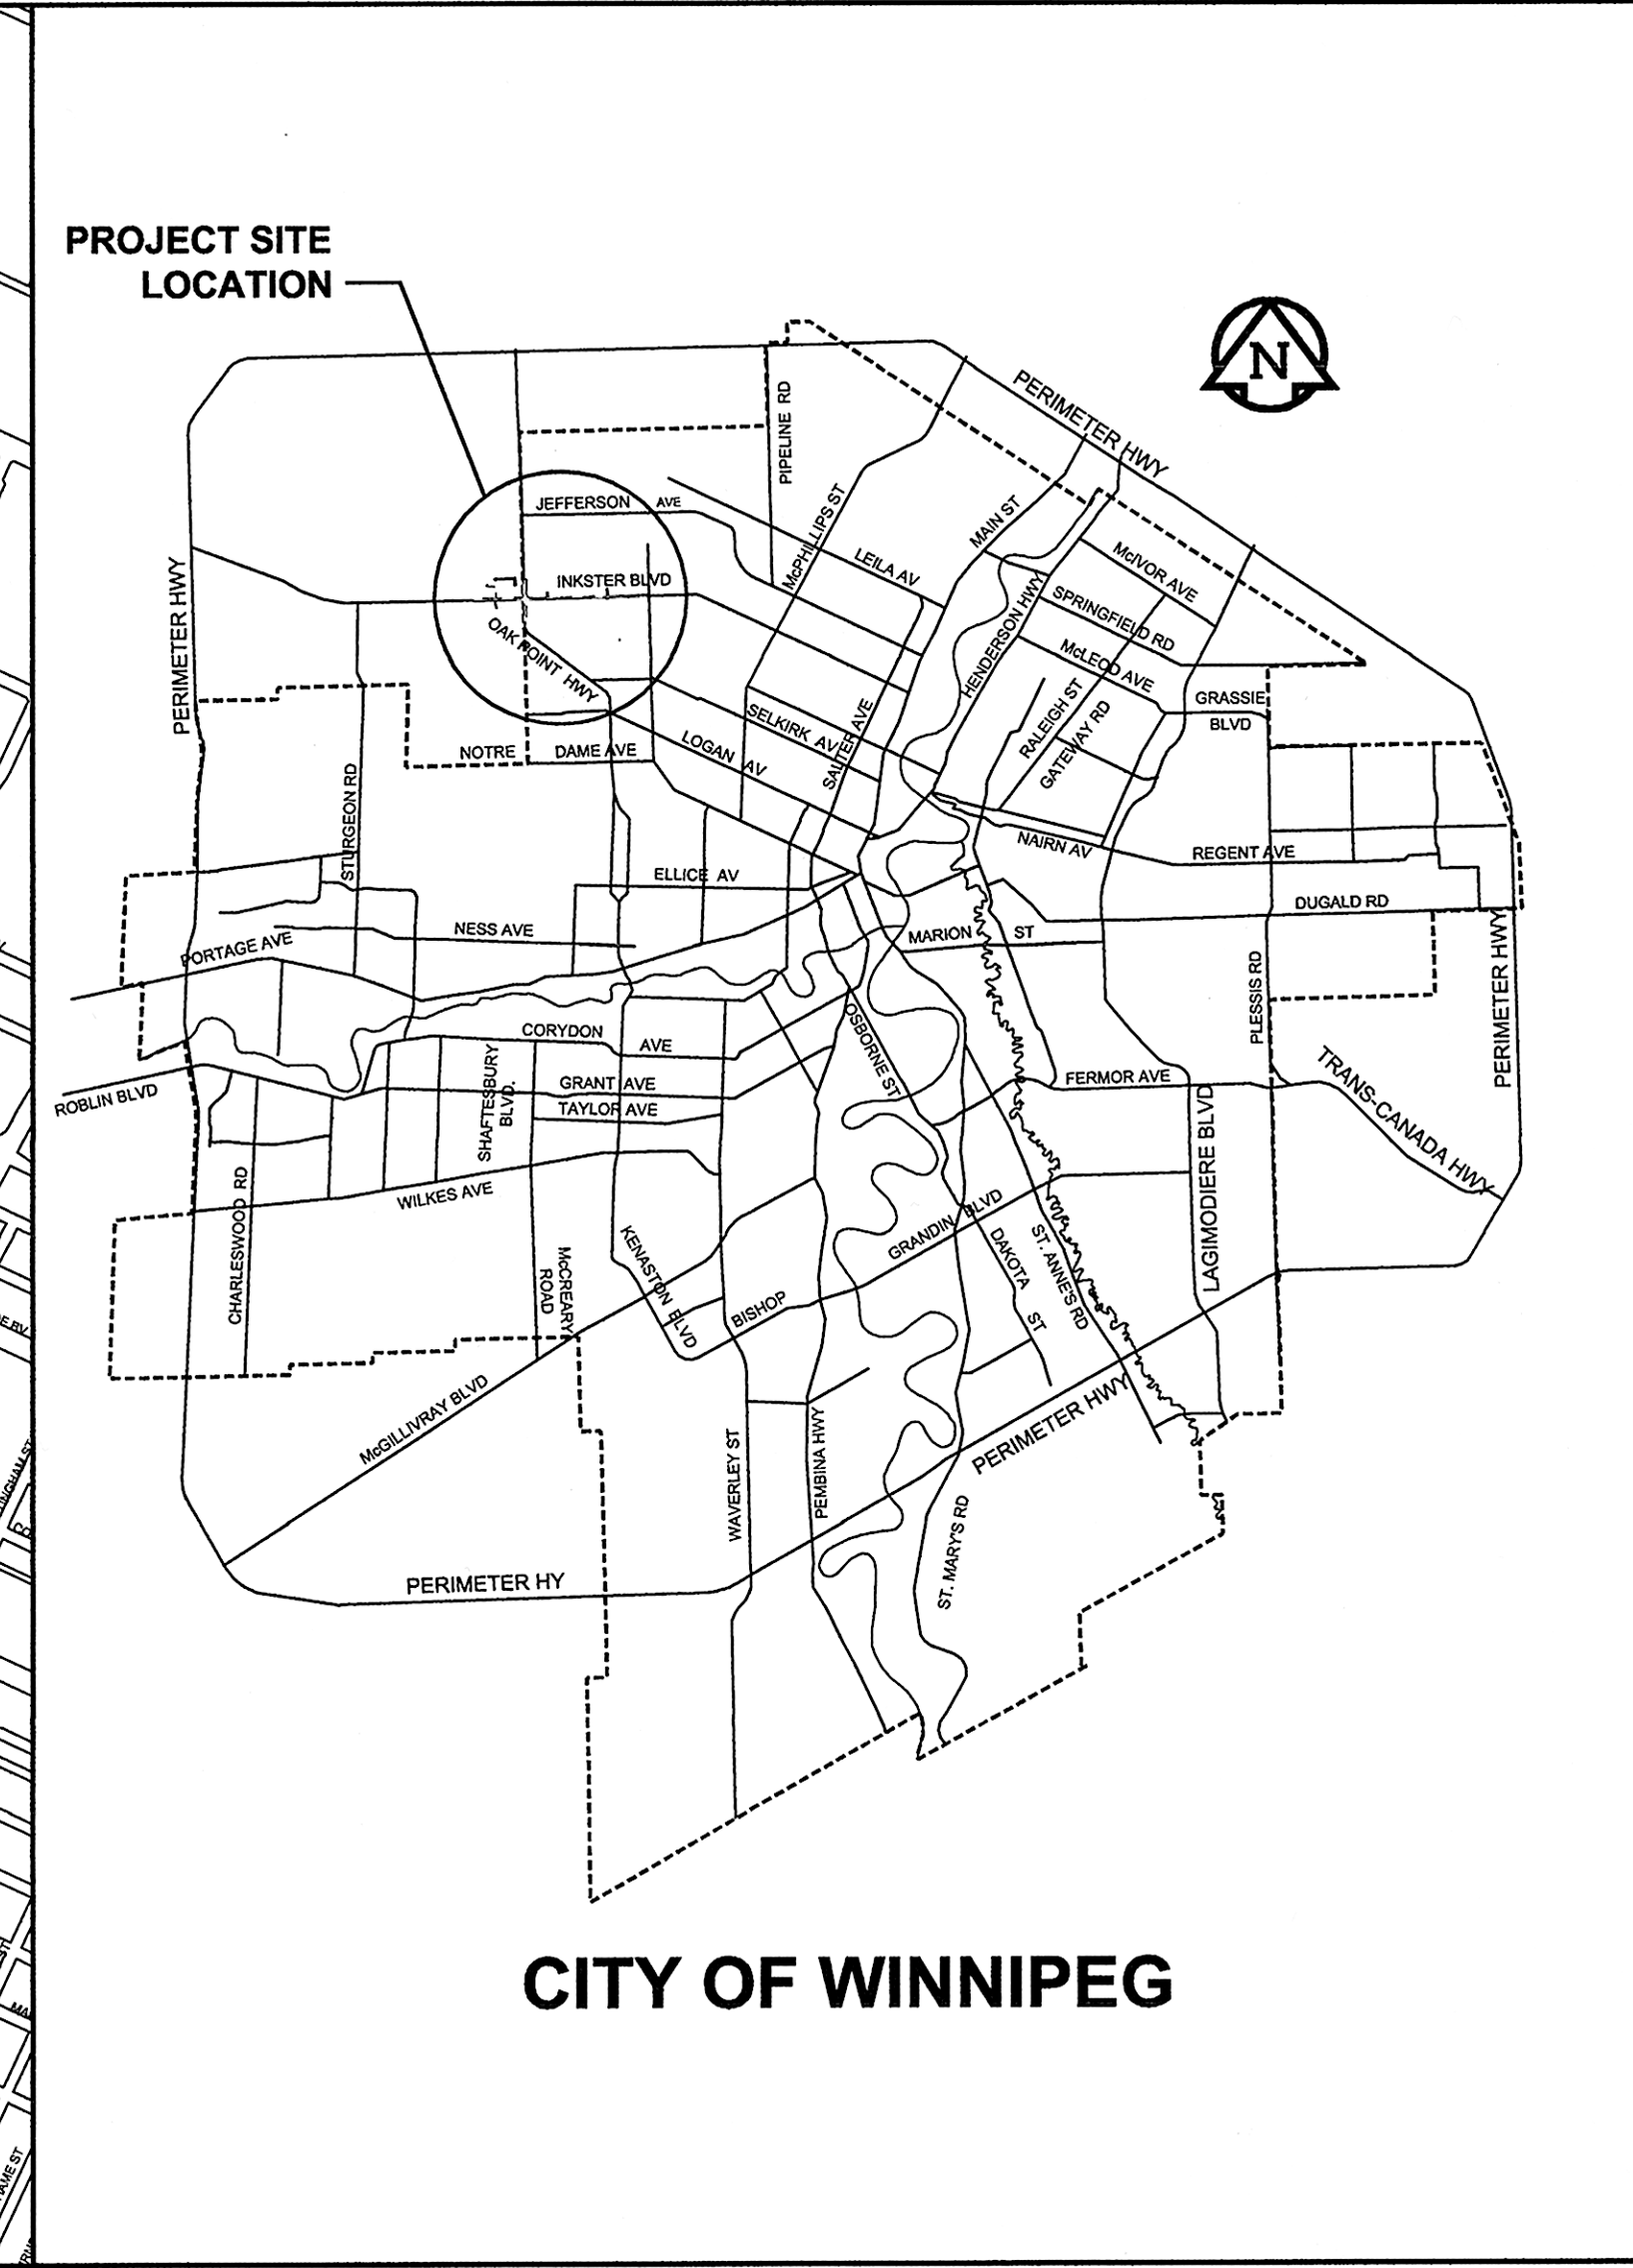 PROJECT SITE
LOCATION
N
PERIMETER HWY
PIPELINE RD
JEFFERSON AVE
McPHILLIPS ST
MAIN ST
LEILA AV
McIVOR AVE
INKSTER BLVD
SPRINGFIELD RD
HENDERSON HWY
OAK POINT HWY
McLEOD AVE
PERIMETER HWY
GRASSIE
BLVD
RALEIGH ST
GATEWAY RD
SELKIRK AV
SALTER AVE
LOGAN AV
NOTRE DAME AVE
STURGEON RD
NAIRN AV
REGENT AVE
ELLICE AV
DUGALD RD
NESS AVE
MARION ST
PORTAGE AVE
PLESSIS RD
PERIMETER HWY
CORYDON AVE
OSBORNE ST
TRANS-CANADA HWY
SHAFTESBURY
BLVD.
GRANT AVE
FERMOR AVE
ROBLIN BLVD
TAYLOR AVE
LAGIMODIERE BLVD
CHARLESWOOD RD
WILKES AVE
KENASTON BLVD
BISHOP GRANDIN BLVD
DAKOTA ST
ST. ANNE'S RD
McCREARY
ROAD
McGILLIVRAY BLVD
PERIMETER HWY
WAVERLEY ST
PEMBINA HWY
ST. MARY'S RD
PERIMETER HY
CITY OF WINNIPEG